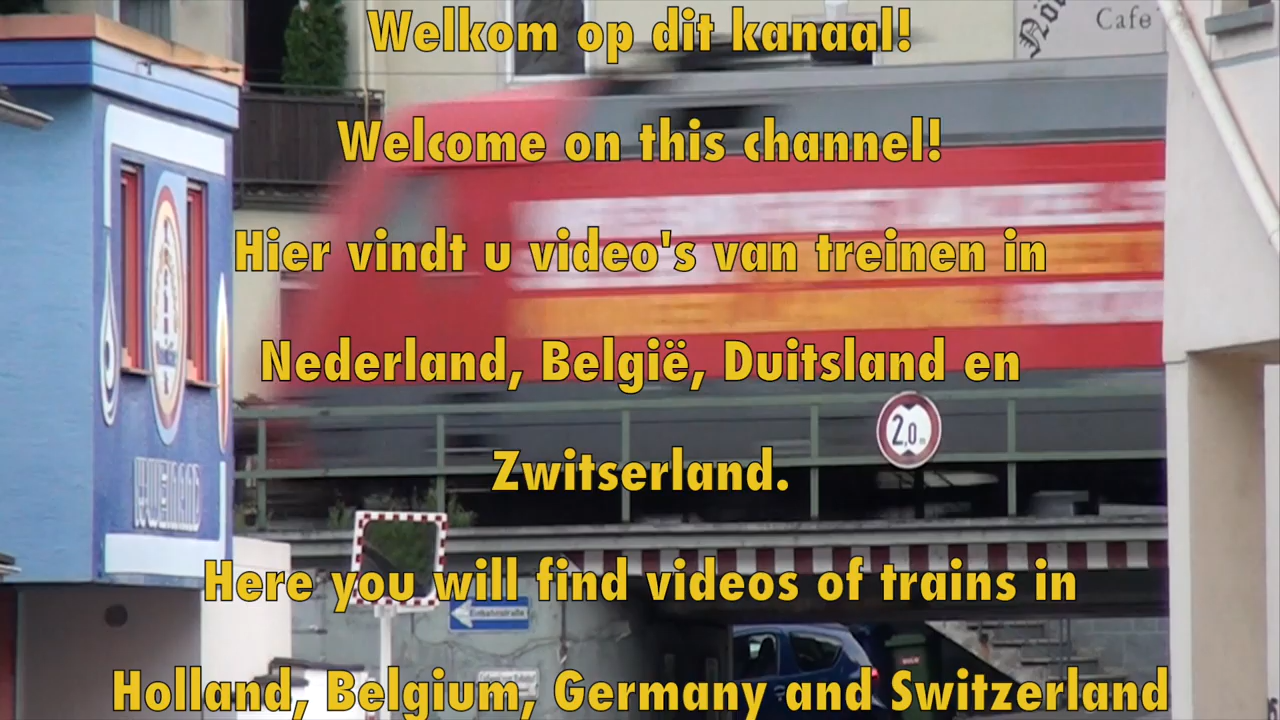 Welkom op dit kanaal!
Cafe
Welcome on this channel!
Hier vindt u video's van treinen in
Nederland, België, Duitsland en
2,0 m
Zwitserland.
Here you will find videos of trains in
Einbahnstraße
Holland, Belgium, Germany and Switzerland